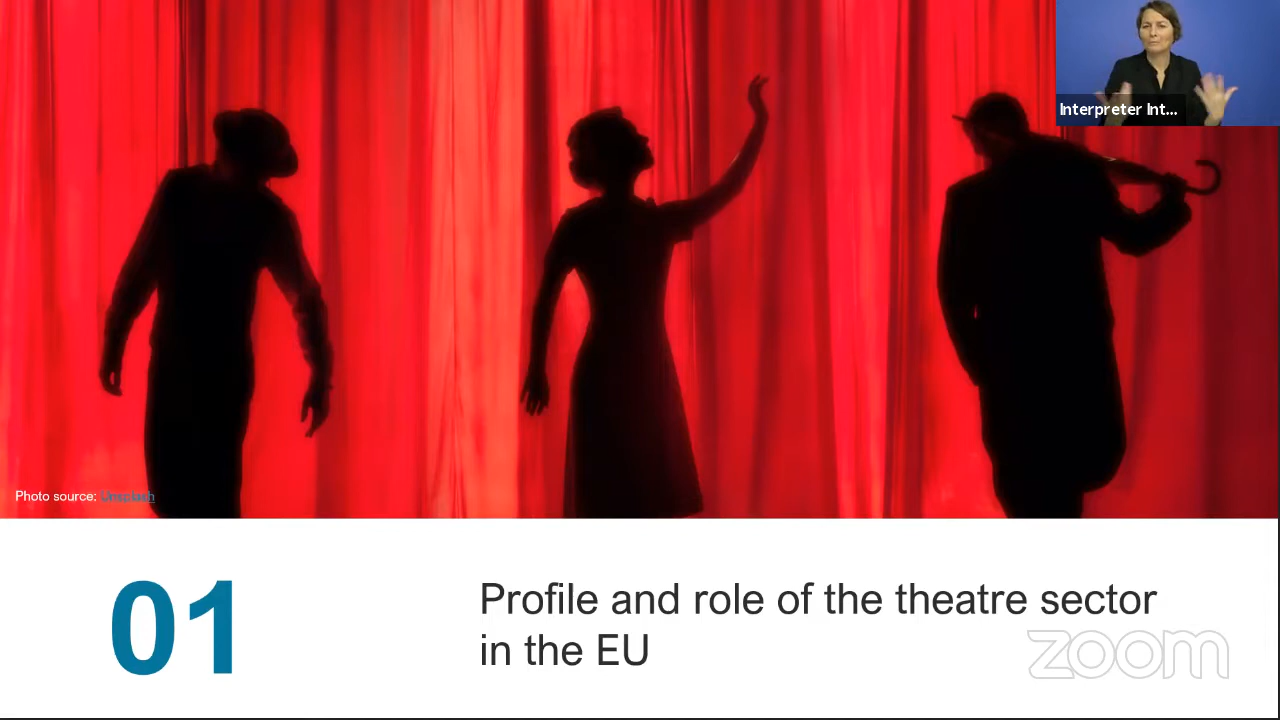 Interpreter Int...
Photo source: Unsplash
01
Profile and role of the theatre sector
in the EU
zoom